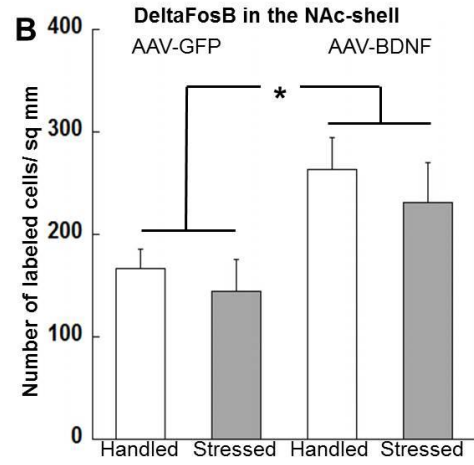 B
DeltaFosB in the NAc-shell
AAV-GFP AAV-BDNF
Number of labeled cells/ sq mm
400
300
200
100
0
*
Handled Stressed Handled Stressed